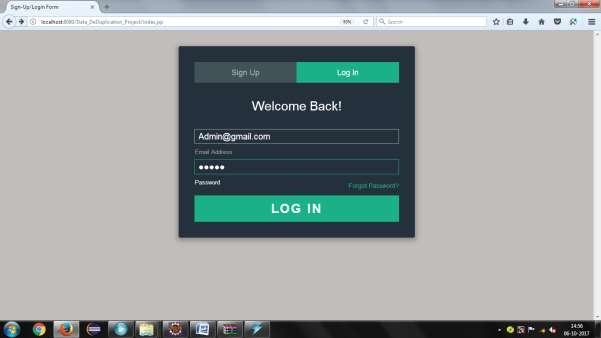 Sign-Up/Login Form
localhost:8080/Data_DeDuplication_Project/index.jsp
90%
Search
Sign Up
Log In
Welcome Back!
Admin@gmail.com
Email Address
Password
Forgot Password?
LOG IN
14:56
06-10-2017